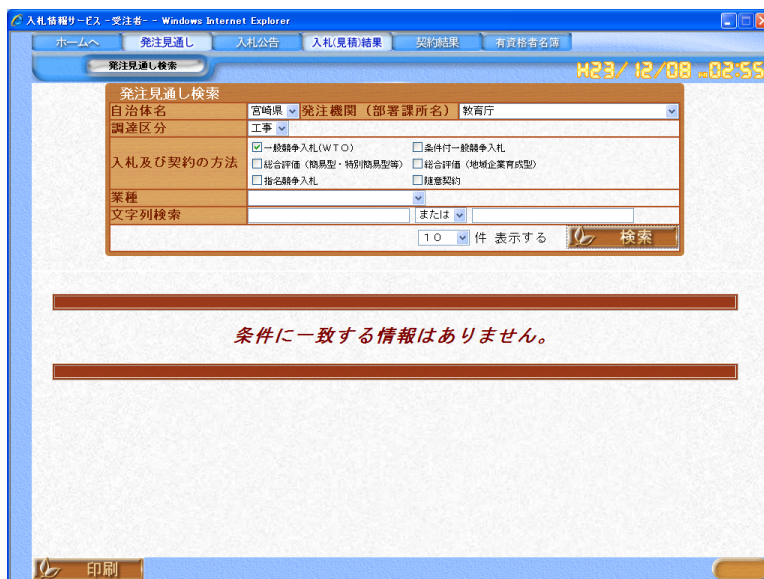 入札情報サービス -受注者- - Windows Internet Explorer
ホームへ 発注見通し 入札公告 入札(見積)結果 契約結果 有資格者名簿
発注見通し検索
H23/12/08 02:55
発注見通し検索
自治体名 宮崎県 発注機関（部署課所名） 教育庁
調達区分 工事
入札及び契約の方法 一般競争入札(ＷＴＯ) 条件付一般競争入札
総合評価（簡易型・特別簡易型等） 総合評価（地域企業育成型）
指名競争入札 随意契約
業種
文字列検索 または
１０ 件 表示する 検索
条件に一致する情報はありません。
印刷